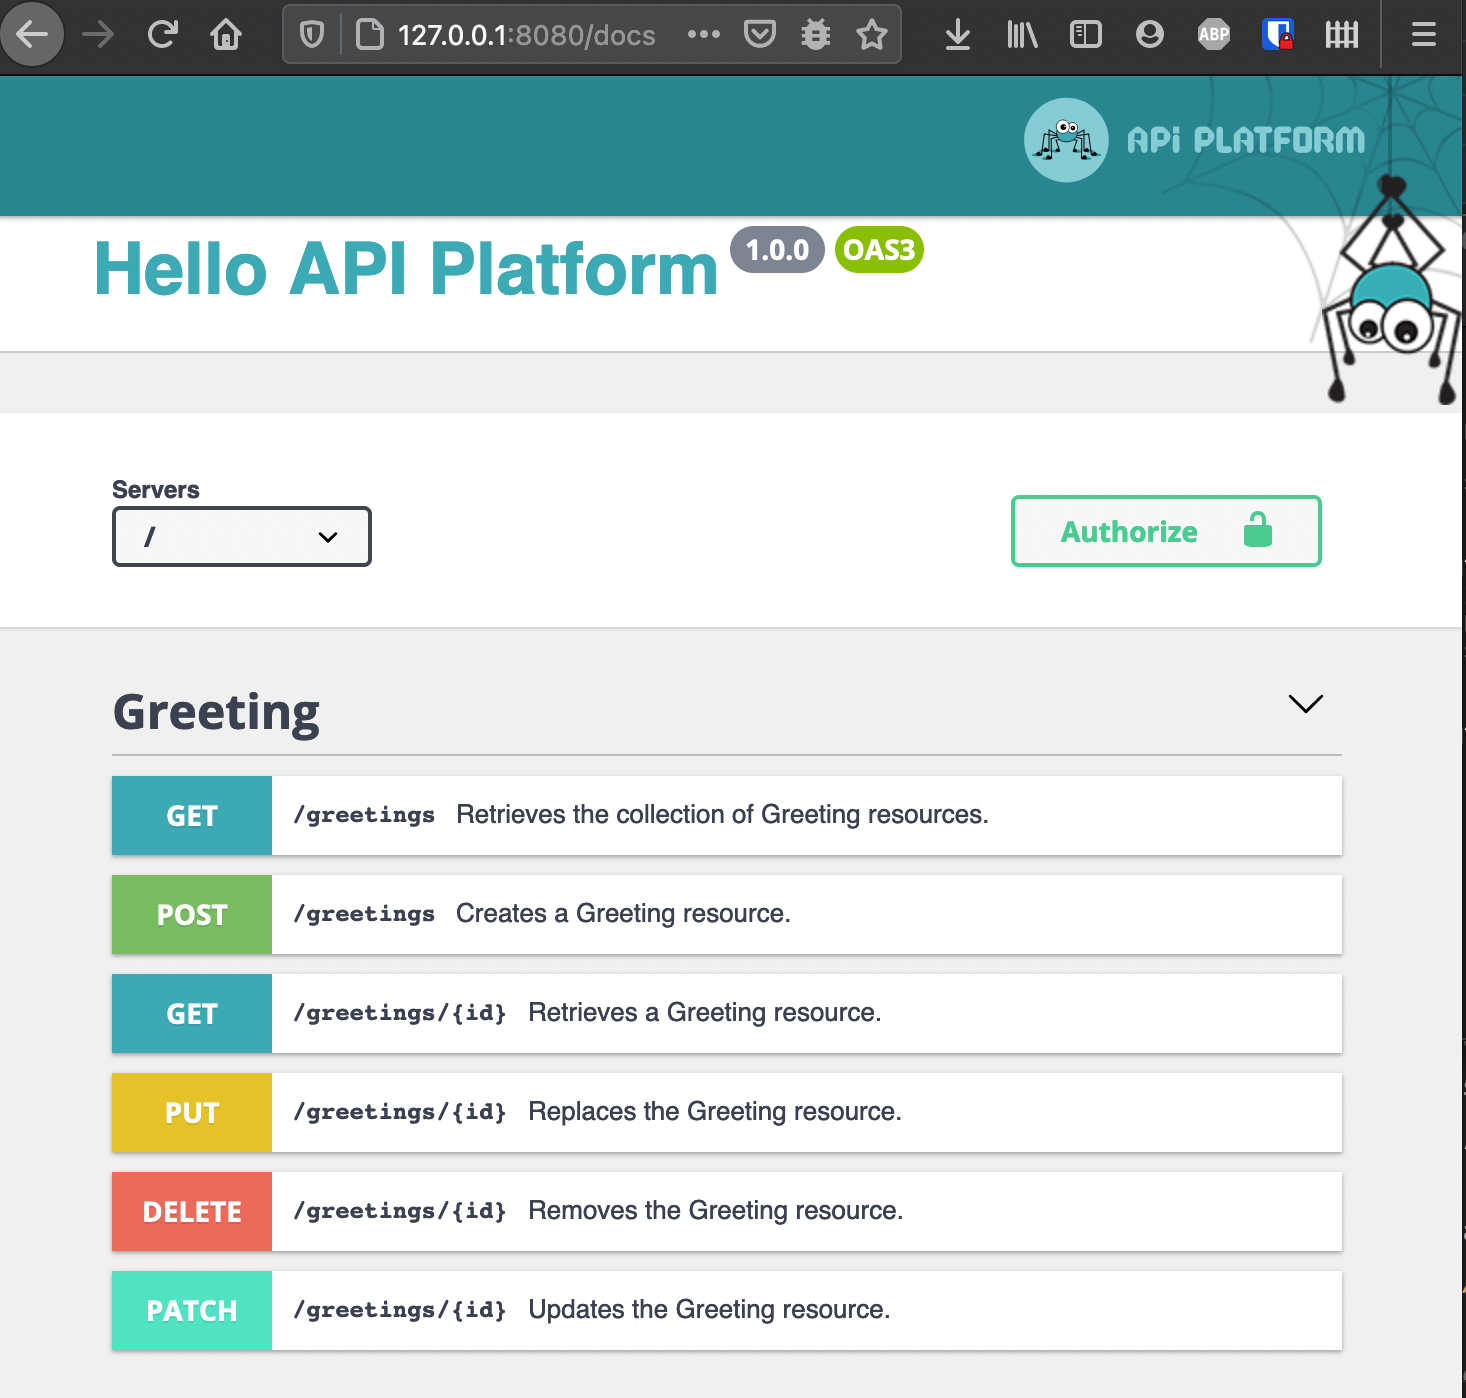 127.0.0.1:8080/docs
ABP
API PLATFORM
Hello API Platform 1.0.0 OAS3
Servers
/
Authorize
Greeting
GET /greetings Retrieves the collection of Greeting resources.
POST /greetings Creates a Greeting resource.
GET /greetings/{id} Retrieves a Greeting resource.
PUT /greetings/{id} Replaces the Greeting resource.
DELETE /greetings/{id} Removes the Greeting resource.
PATCH /greetings/{id} Updates the Greeting resource.